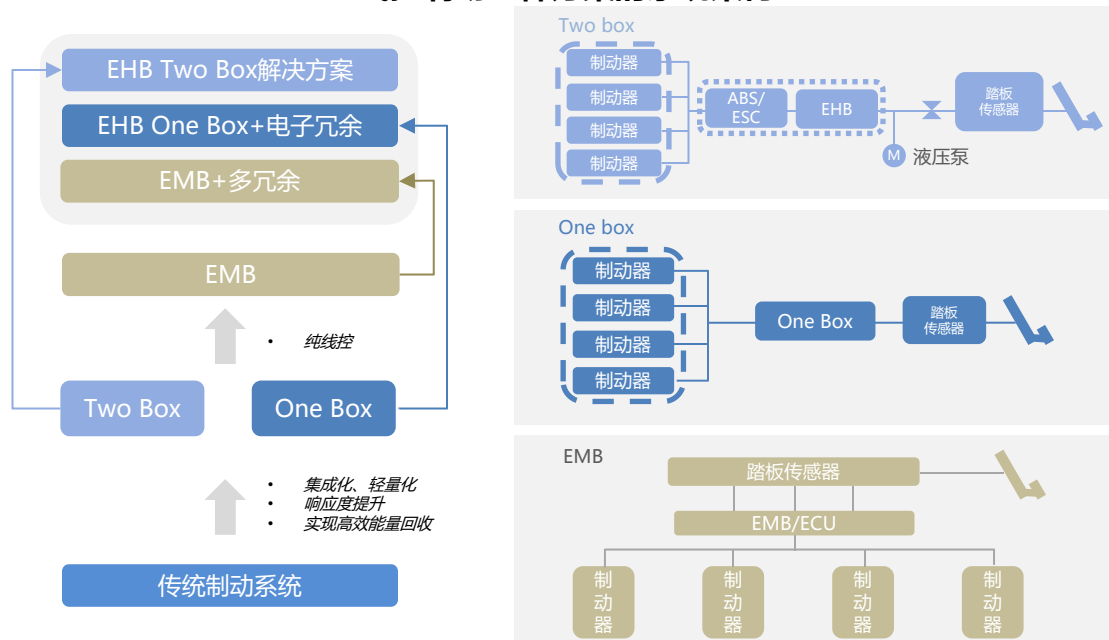 EHB Two Box解决方案
EHB One Box+电子冗余
EMB+多冗余
EMB
• 纯线控
Two Box
One Box
• 集成化、轻量化
• 响应度提升
• 实现高效能量回收
传统制动系统
Two box
制动器
制动器
制动器
制动器
ABS/
ESC
EHB
M
液压泵
踏板
传感器
One box
制动器
制动器
制动器
制动器
One Box
踏板
传感器
EMB
踏板传感器
EMB/ECU
制
动
器
制
动
器
制
动
器
制
动
器